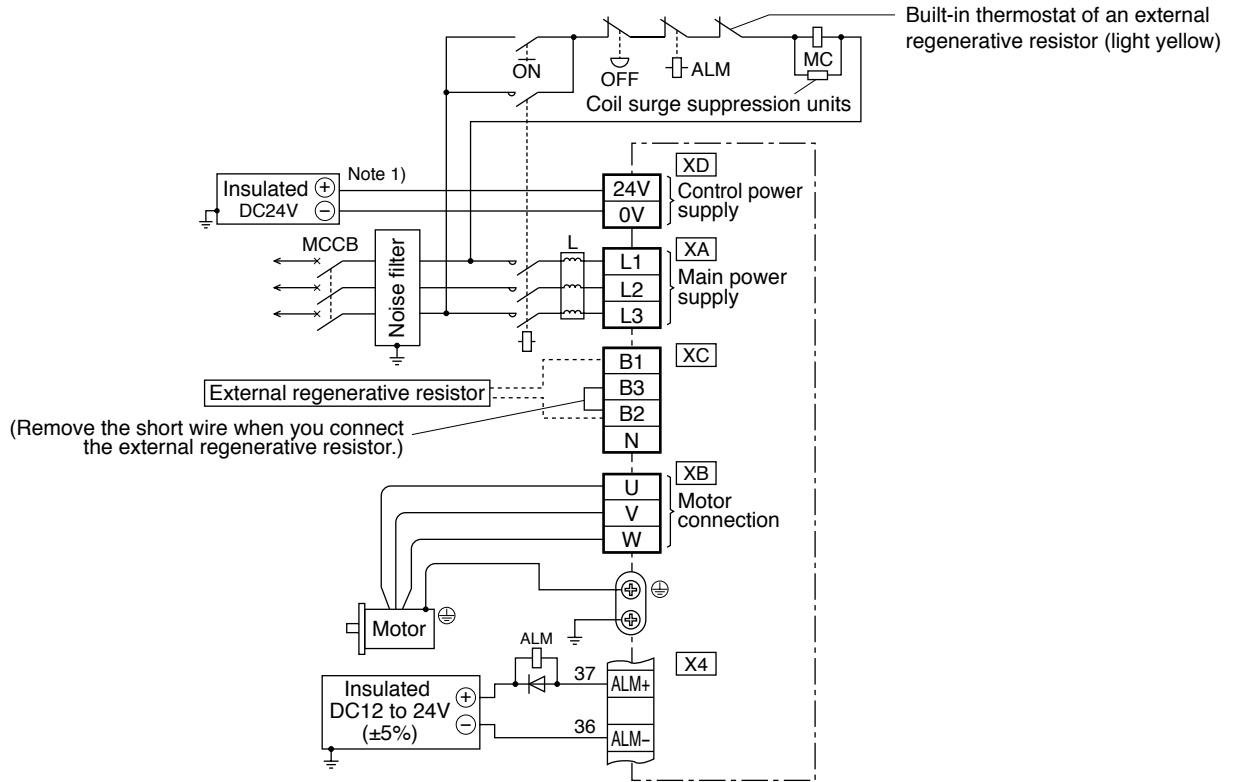 Built-in thermostat of an external
regenerative resistor (light yellow)
ON
OFF
ALM
MC
Coil surge suppression units
Note 1)
Insulated +
DC24V −
XD
24V
0V
Control power
supply
MCCB
Noise filter
L
XA
L1
L2
L3
Main power
supply
XC
B1
B3
B2
N
External regenerative resistor
(Remove the short wire when you connect
the external regenerative resistor.)
XB
U
V
W
Motor
connection
Motor
ALM
X4
Insulated
DC12 to 24V
(±5%)
+
−
37
ALM+
36
ALM−